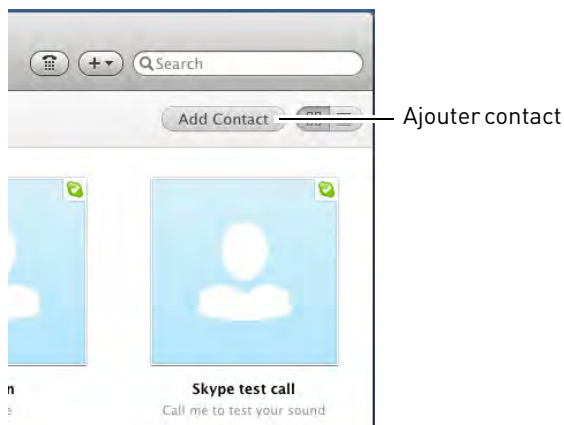 Search
Add Contact
Ajouter contact
n
Skype test call
e
Call me to test your sound